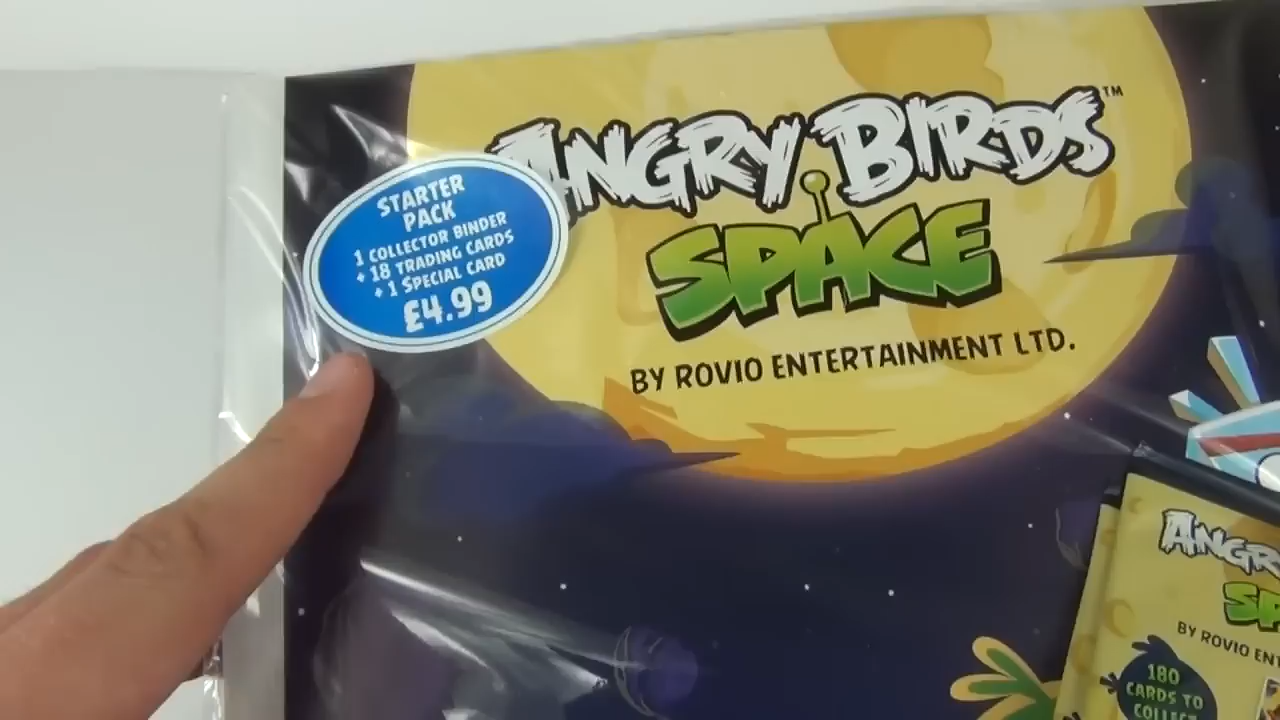 ANGRY BIRDS™
SPACE
BY ROVIO ENTERTAINMENT LTD.
STARTER
PACK
1 COLLECTOR BINDER
+ 18 TRADING CARDS
+ 1 SPECIAL CARD
£4.99
ANGR
SP
BY ROVIO ENT
180
CARDS TO
COLLECT